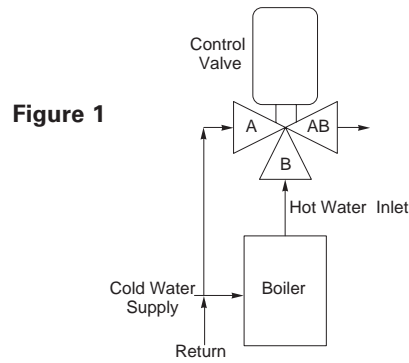 Control
Valve
Figure 1
A
AB
B
Hot Water Inlet
Cold Water
Supply
Boiler
Return